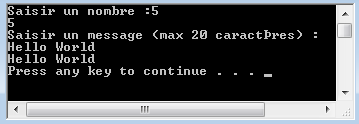 Saisir un nombre :5
5
Saisir un message (max 20 caractÞres) :
Hello World
Hello World
Press any key to continue . . . _